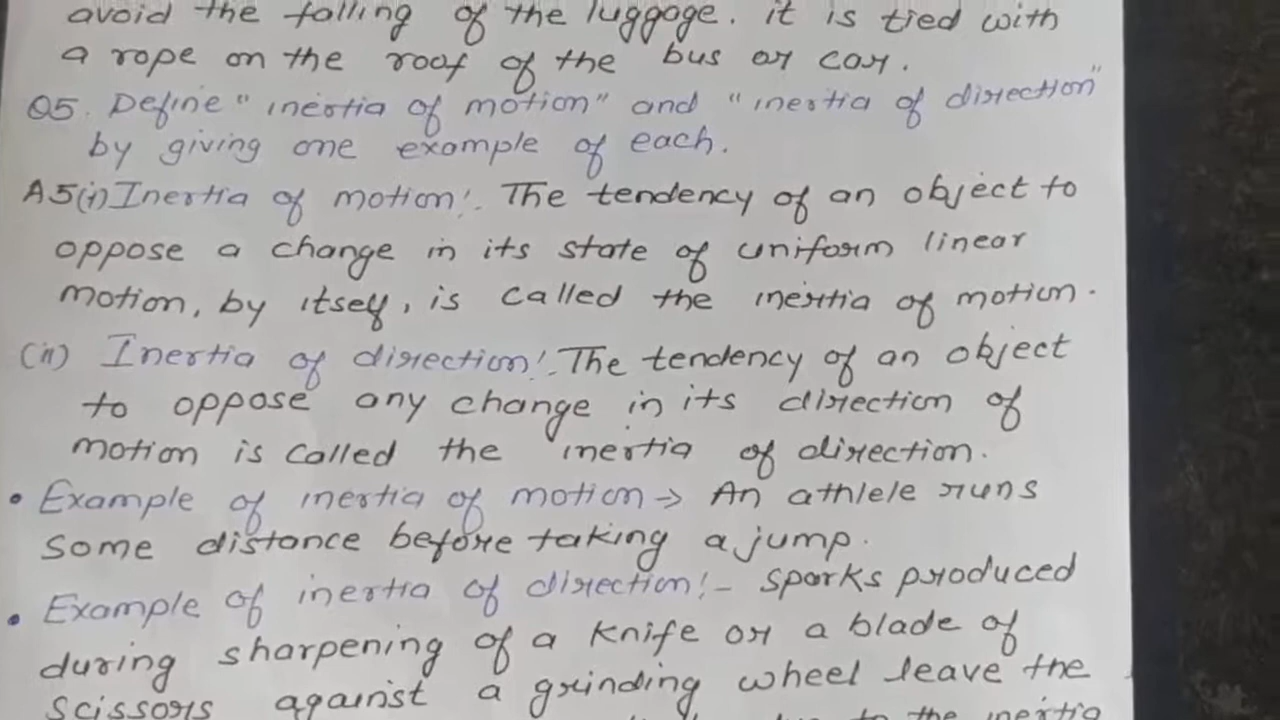 avoid the falling of the luggage. it is tied with
a rope on the roof of the bus or car.
Q5. Define "inertia of motion" and "inertia of direction"
by giving one example of each.
A5(i) Inertia of motion:- The tendency of an object to
oppose a change in its state of uniform linear
motion, by itself, is called the inertia of motion.
(ii) Inertia of direction:- The tendency of an object
to oppose any change in its direction of
motion is called the inertia of direction.
• Example of inertia of motion → An athlele runs
some distance before taking a jump.
• Example of inertia of direction:- Sparks produced
during sharpening of a knife or a blade of
scissors against a grinding wheel leave the
to the inertia